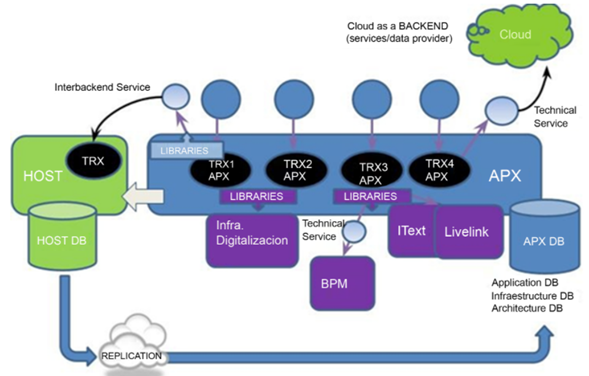 Cloud as a BACKEND
(services/data provider)
Cloud
Interbackend Service
Technical
Service
TRX
LIBRARIES
HOST
TRX1
APX
TRX2
APX
TRX3
APX
TRX4
APX
APX
LIBRARIES
LIBRARIES
Infra.
Digitalizacion
Technical
Service
IText
Livelink
HOST DB
APX DB
BPM
Application DB
Infraestructure DB
Architecture DB
REPLICATION